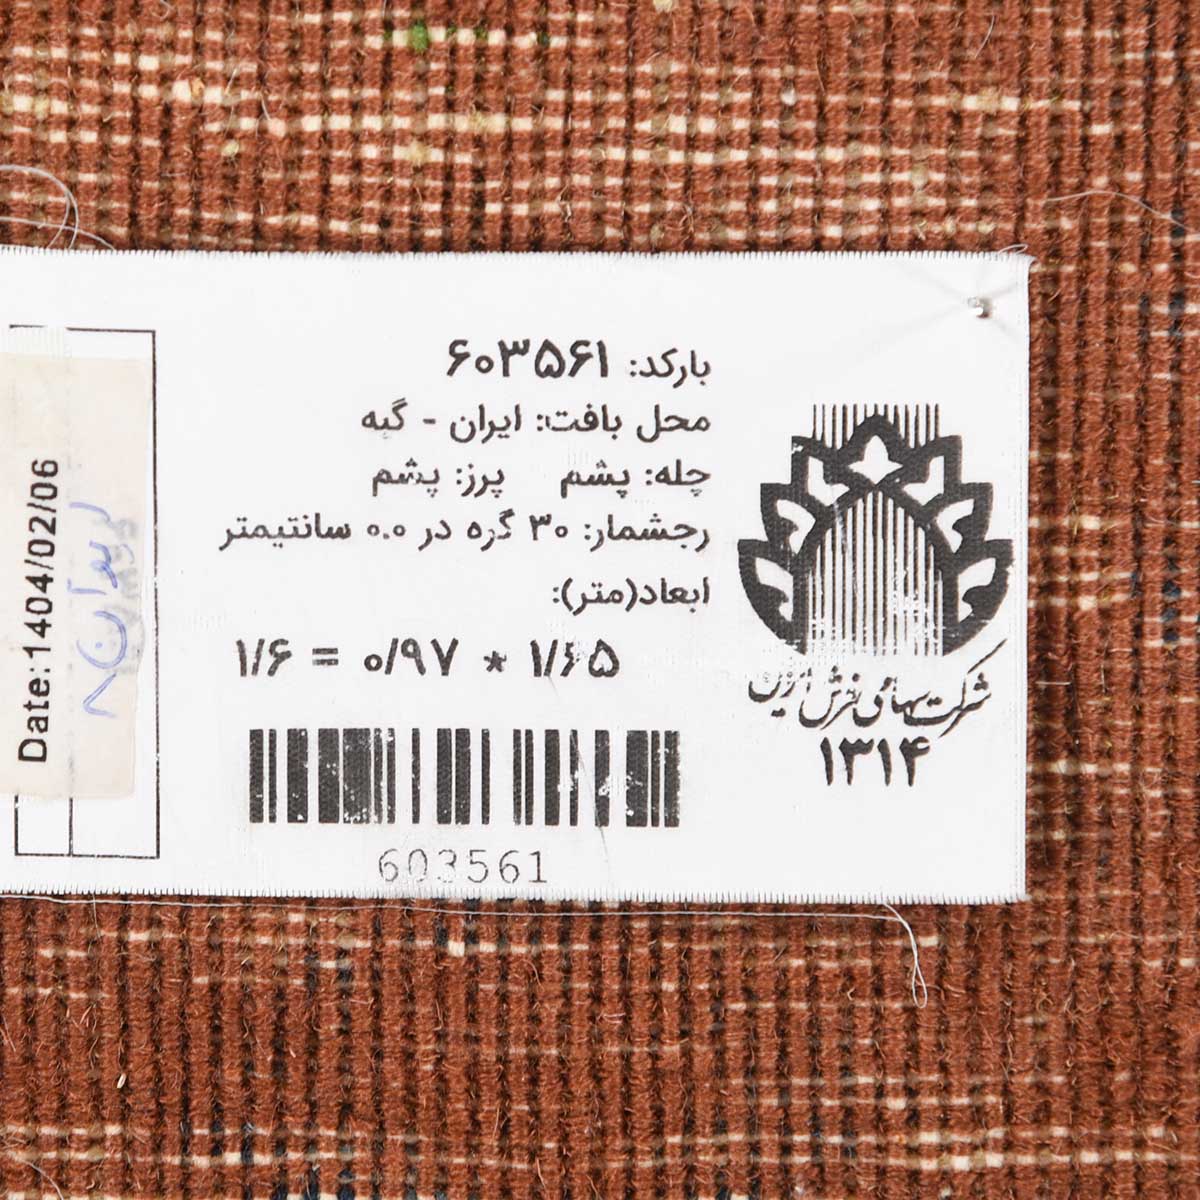 بارکد: ۶۰۳۵۶۱
محل بافت: ایران - گبه
چله: پشم پرز: پشم
رجشمار: ۳۰ گره در ۰.۰ سانتیمتر
ابعاد(متر):
۱/۶۵ * ۰/۹۷ = ۱/۶
603561
شرکت سهامی فرش ایران
۱۳۱۴
Date:1404/02/06